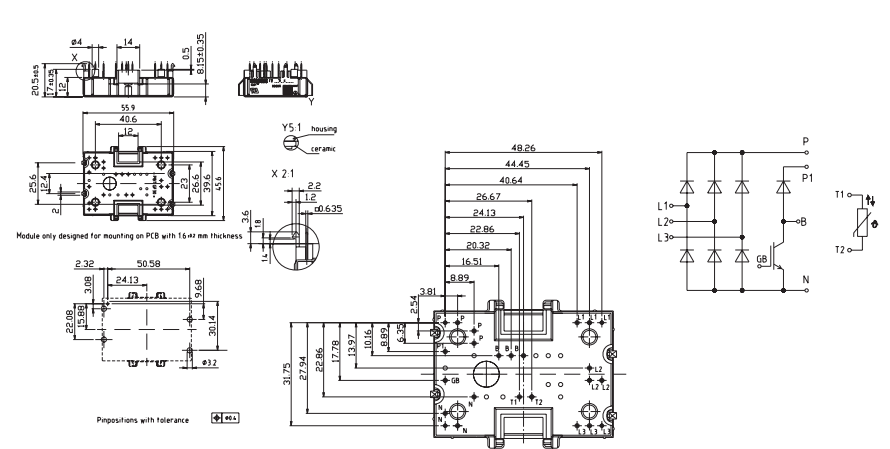 ø4
14
X
20.5±0.5
17±0.35
12
0.5
8.15±0.35
Y
55.9
40.6
12
25.6
12.4
2
23
26.6
39.6
45.6
Y5:1
housing
ceramic
X 2:1
2.2
1.2
□0.635
3.6
1.8
1.4
Module only designed for mounting on PCB with 1.6 ±0.2 mm thickness
2.32
50.58
24.13
3.08
9.68
22.08
15.88
30.14
ø3.2
Pinpositions with tolerance
ø0.4
48.26
44.45
40.64
26.67
24.13
22.86
20.32
16.51
8.89
3.81
2.54
6.35
8.89
10.16
13.97
17.78
22.86
27.94
31.75
P P
P
P
P1
GB
N
N
N
N
B B B
T1 T2
L1 L1 L1
L2
L2 L2
L3 L3 L3
P
P1
L1
L2
L3
B
GB
N
T1
T2
ϑ